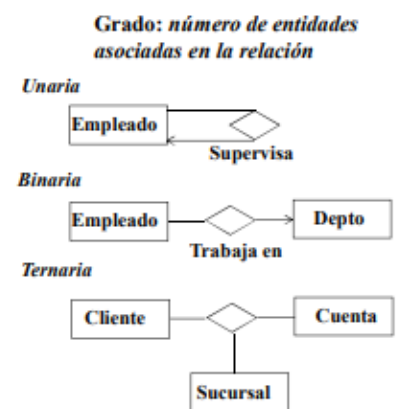 Grado: número de entidades
asociadas en la relación
Unaria
Empleado
Supervisa
Binaria
Empleado
Depto
Trabaja en
Ternaria
Cliente
Cuenta
Sucursal